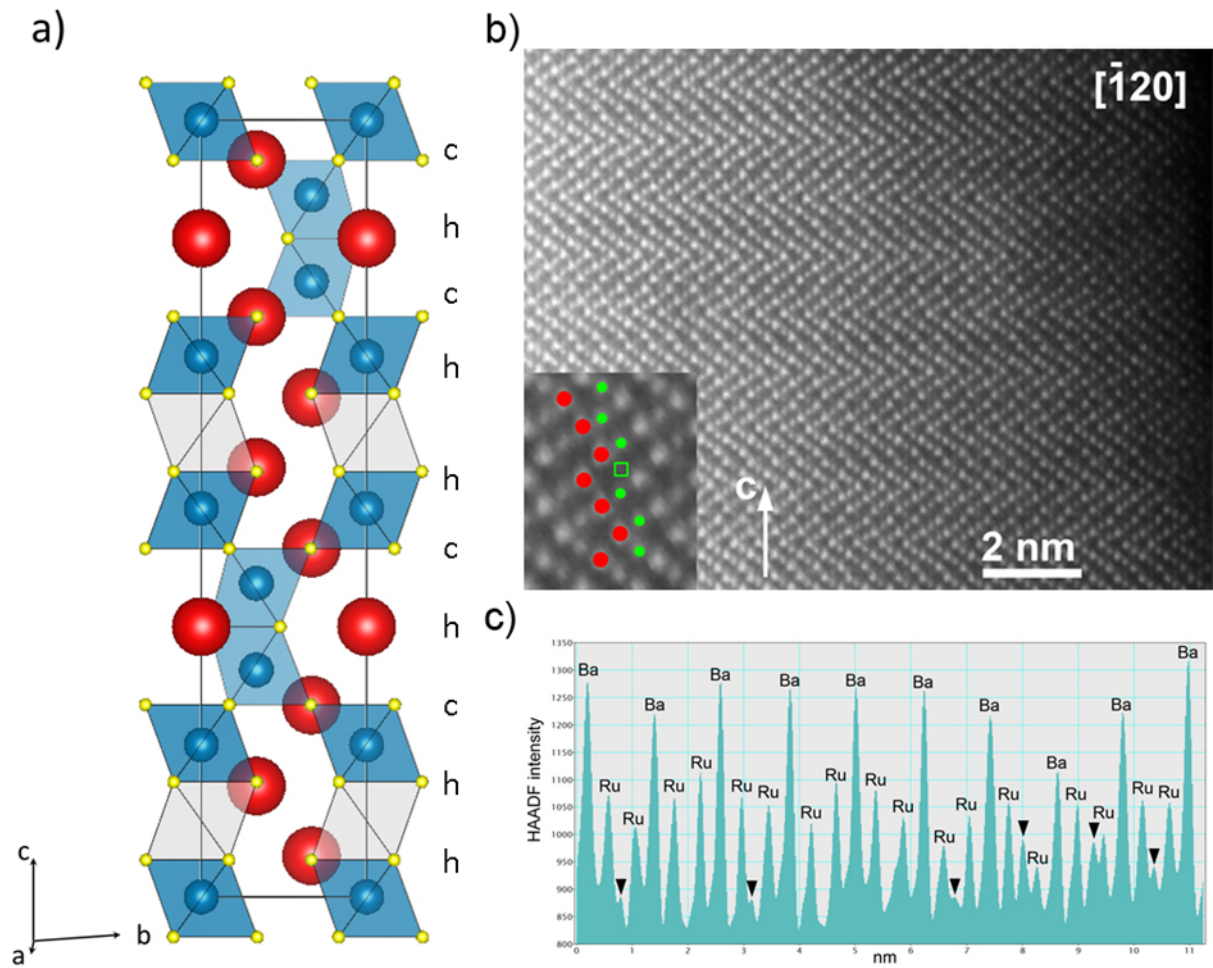 a)
c
h
c
h
h
c
h
c
h
h
c
a
b
b)
[1̄20]
c
2 nm
c)
1350
1300
1250
1200
1150
1100
1050
1000
950
900
850
800
HAADF intensity
Ba
Ru
Ru
Ba
Ru
Ru
Ba
Ru
Ru
Ba
Ru
Ru
Ba
Ru
Ru
Ba
Ru
Ru
Ba
Ru
Ru
Ba
Ru
Ru
Ba
Ru
Ru
Ba
0 1 2 3 4 5 6 7 8 9 10 11
nm